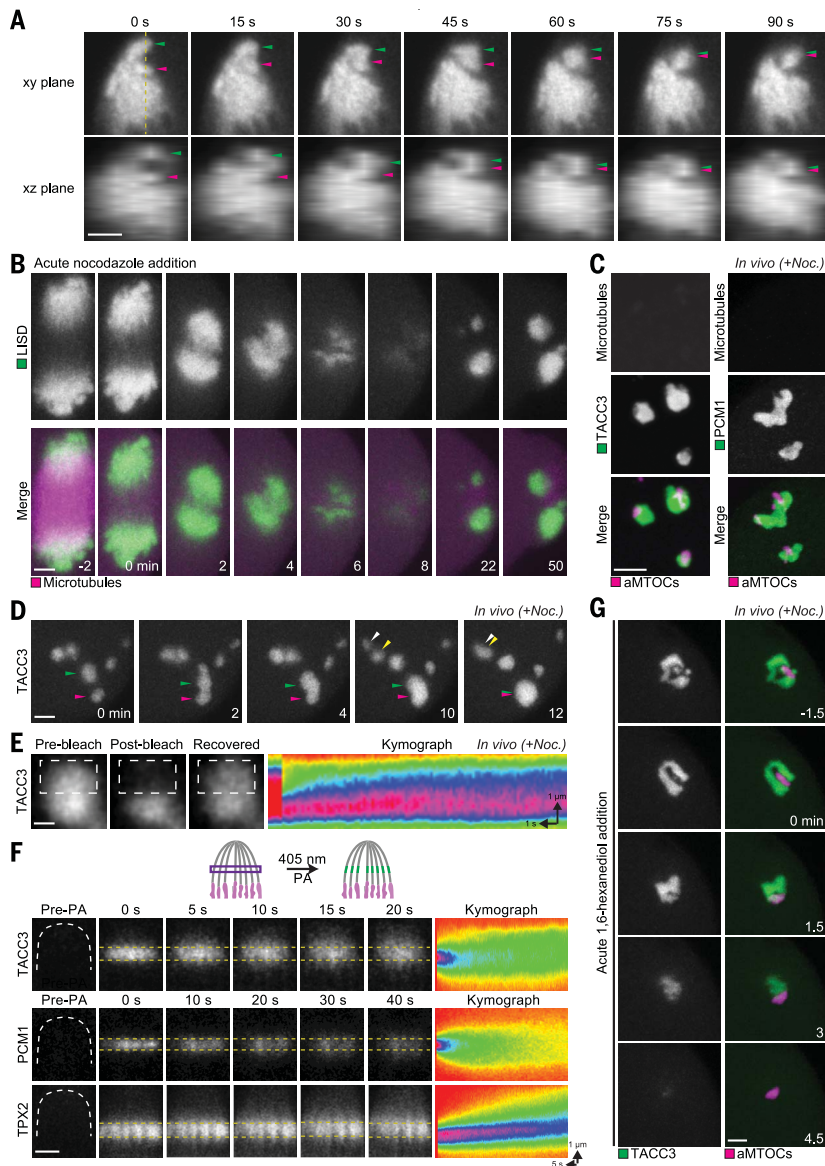 A
0 s 15 s 30 s 45 s 60 s 75 s 90 s
xy plane
xz plane
B Acute nocodazole addition
LISD
Merge
-2 0 min 2 4 6 8 22 50
Microtubules
C In vivo (+Noc.)
Microtubules Microtubules
TACC3 PCM1
Merge Merge
aMTOCs aMTOCs
D In vivo (+Noc.)
TACC3
0 min 2 4 10 12
E Pre-bleach Post-bleach Recovered Kymograph In vivo (+Noc.)
TACC3
1 µm
1 s
F
405 nm
PA
Pre-PA 0 s 5 s 10 s 15 s 20 s Kymograph
TACC3
Pre-PA 0 s 10 s 20 s 30 s 40 s Kymograph
PCM1
TPX2
1 µm
5 s
G In vivo (+Noc.)
Acute 1,6-hexanediol addition
-1.5
0 min
1.5
3
4.5
TACC3 aMTOCs